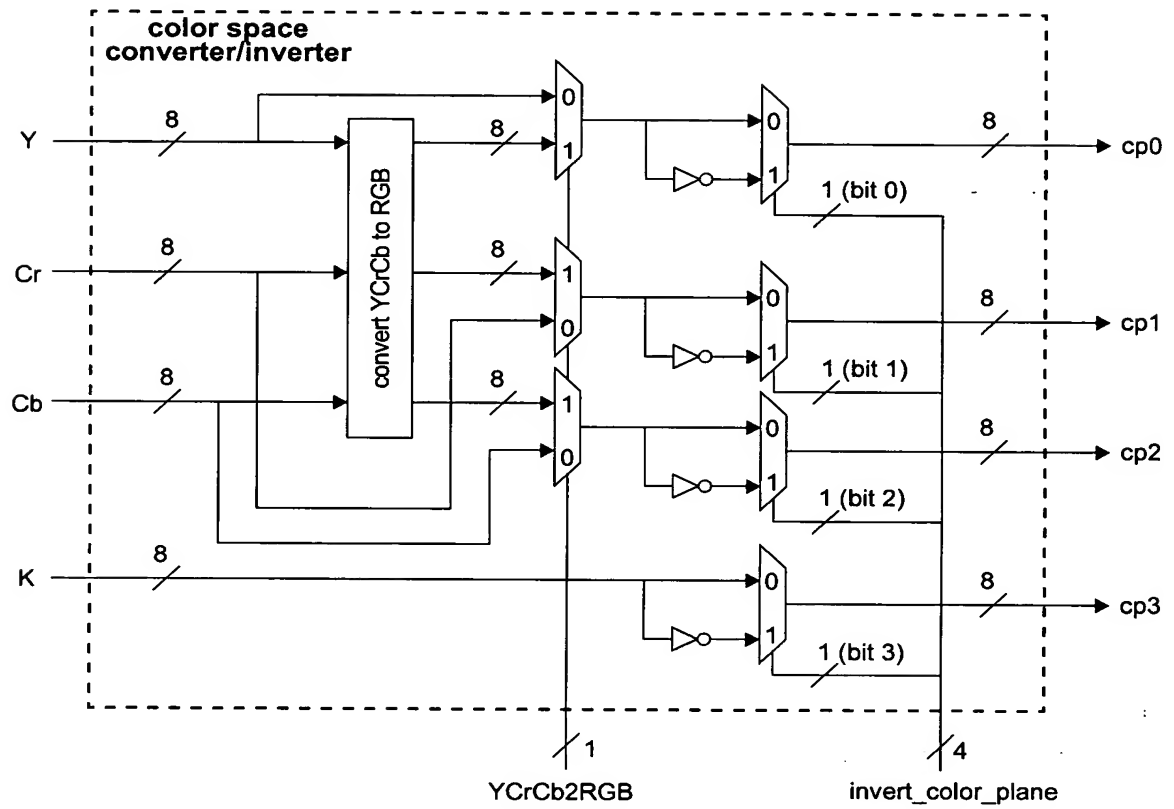 color space
converter/inverter
Y
8
0
8
1
0
1
8
cp0
1 (bit 0)
convert YCrCb to RGB
Cr
8
8
1
0
0
1
8
cp1
1 (bit 1)
Cb
8
8
1
0
0
1
8
cp2
1 (bit 2)
K
8
0
1
8
cp3
1 (bit 3)
1
4
YCrCb2RGB
invert_color_plane